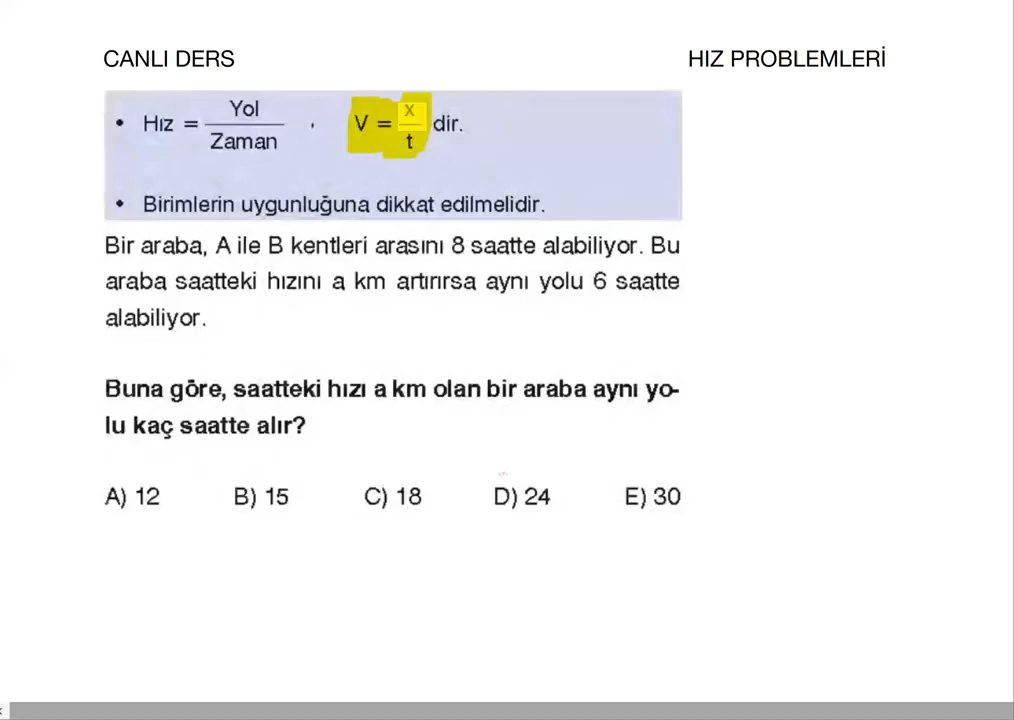 CANLI DERS HIZ PROBLEMLERİ
• Hız = Yol / Zaman , V = x / t dir.
• Birimlerin uygunluğuna dikkat edilmelidir.
Bir araba, A ile B kentleri arasını 8 saatte alabiliyor. Bu
araba saatteki hızını a km artırırsa aynı yolu 6 saatte
alabiliyor.
Buna göre, saatteki hızı a km olan bir araba aynı yo-
lu kaç saatte alır?
A) 12 B) 15 C) 18 D) 24 E) 30